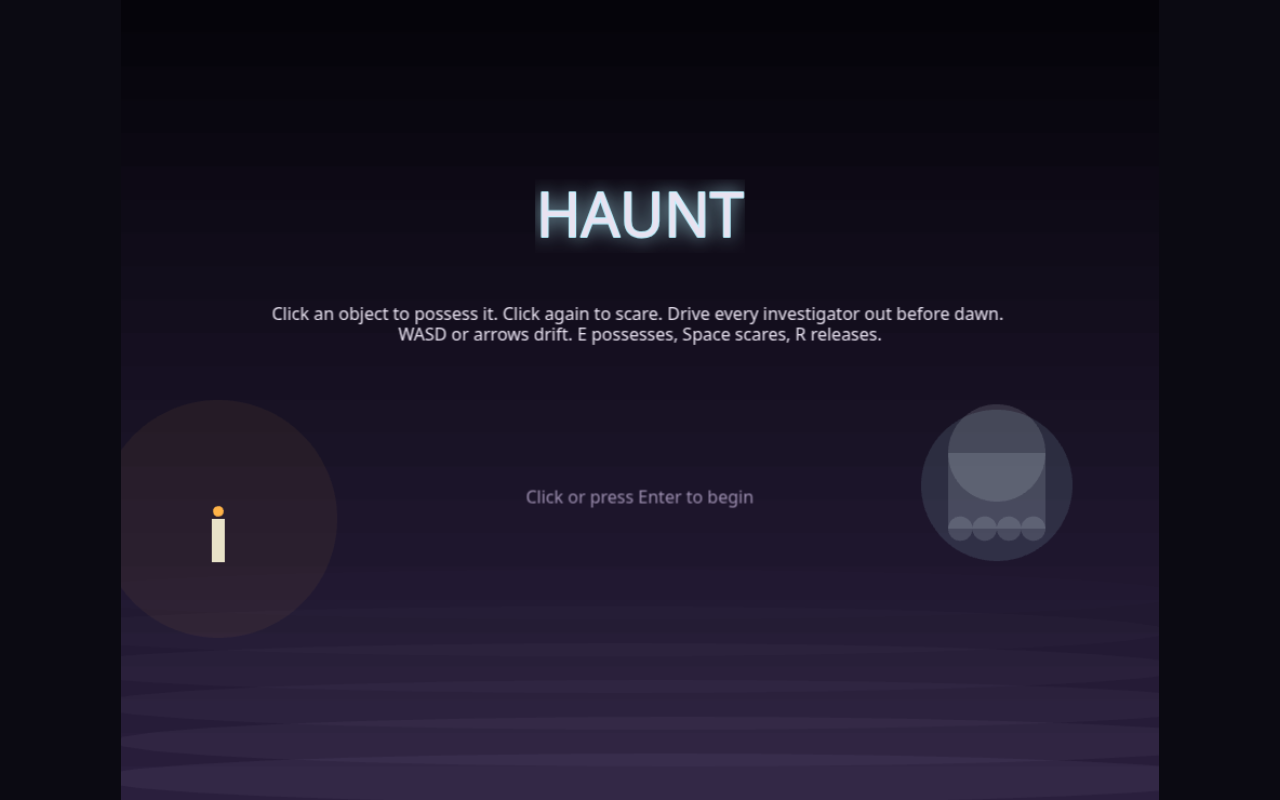 HAUNT
Click an object to possess it. Click again to scare. Drive every investigator out before dawn.
WASD or arrows drift. E possesses, Space scares, R releases.
Click or press Enter to begin